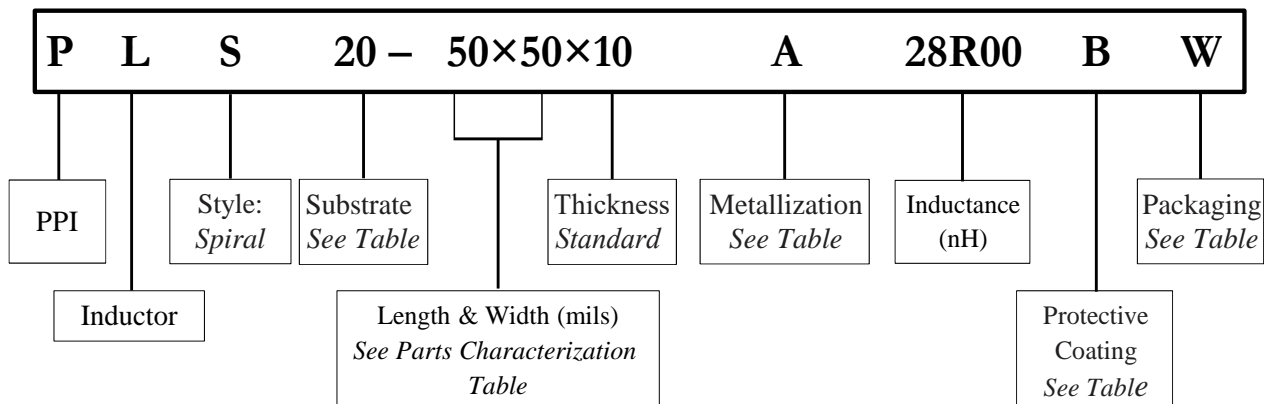 P L S 20 – 50×50×10 A 28R00 B W
PPI
Style:
Spiral
Substrate
See Table
Thickness
Standard
Metallization
See Table
Inductance
(nH)
Packaging
See Table
Inductor
Length & Width (mils)
See Parts Characterization
Table
Protective
Coating
See Table